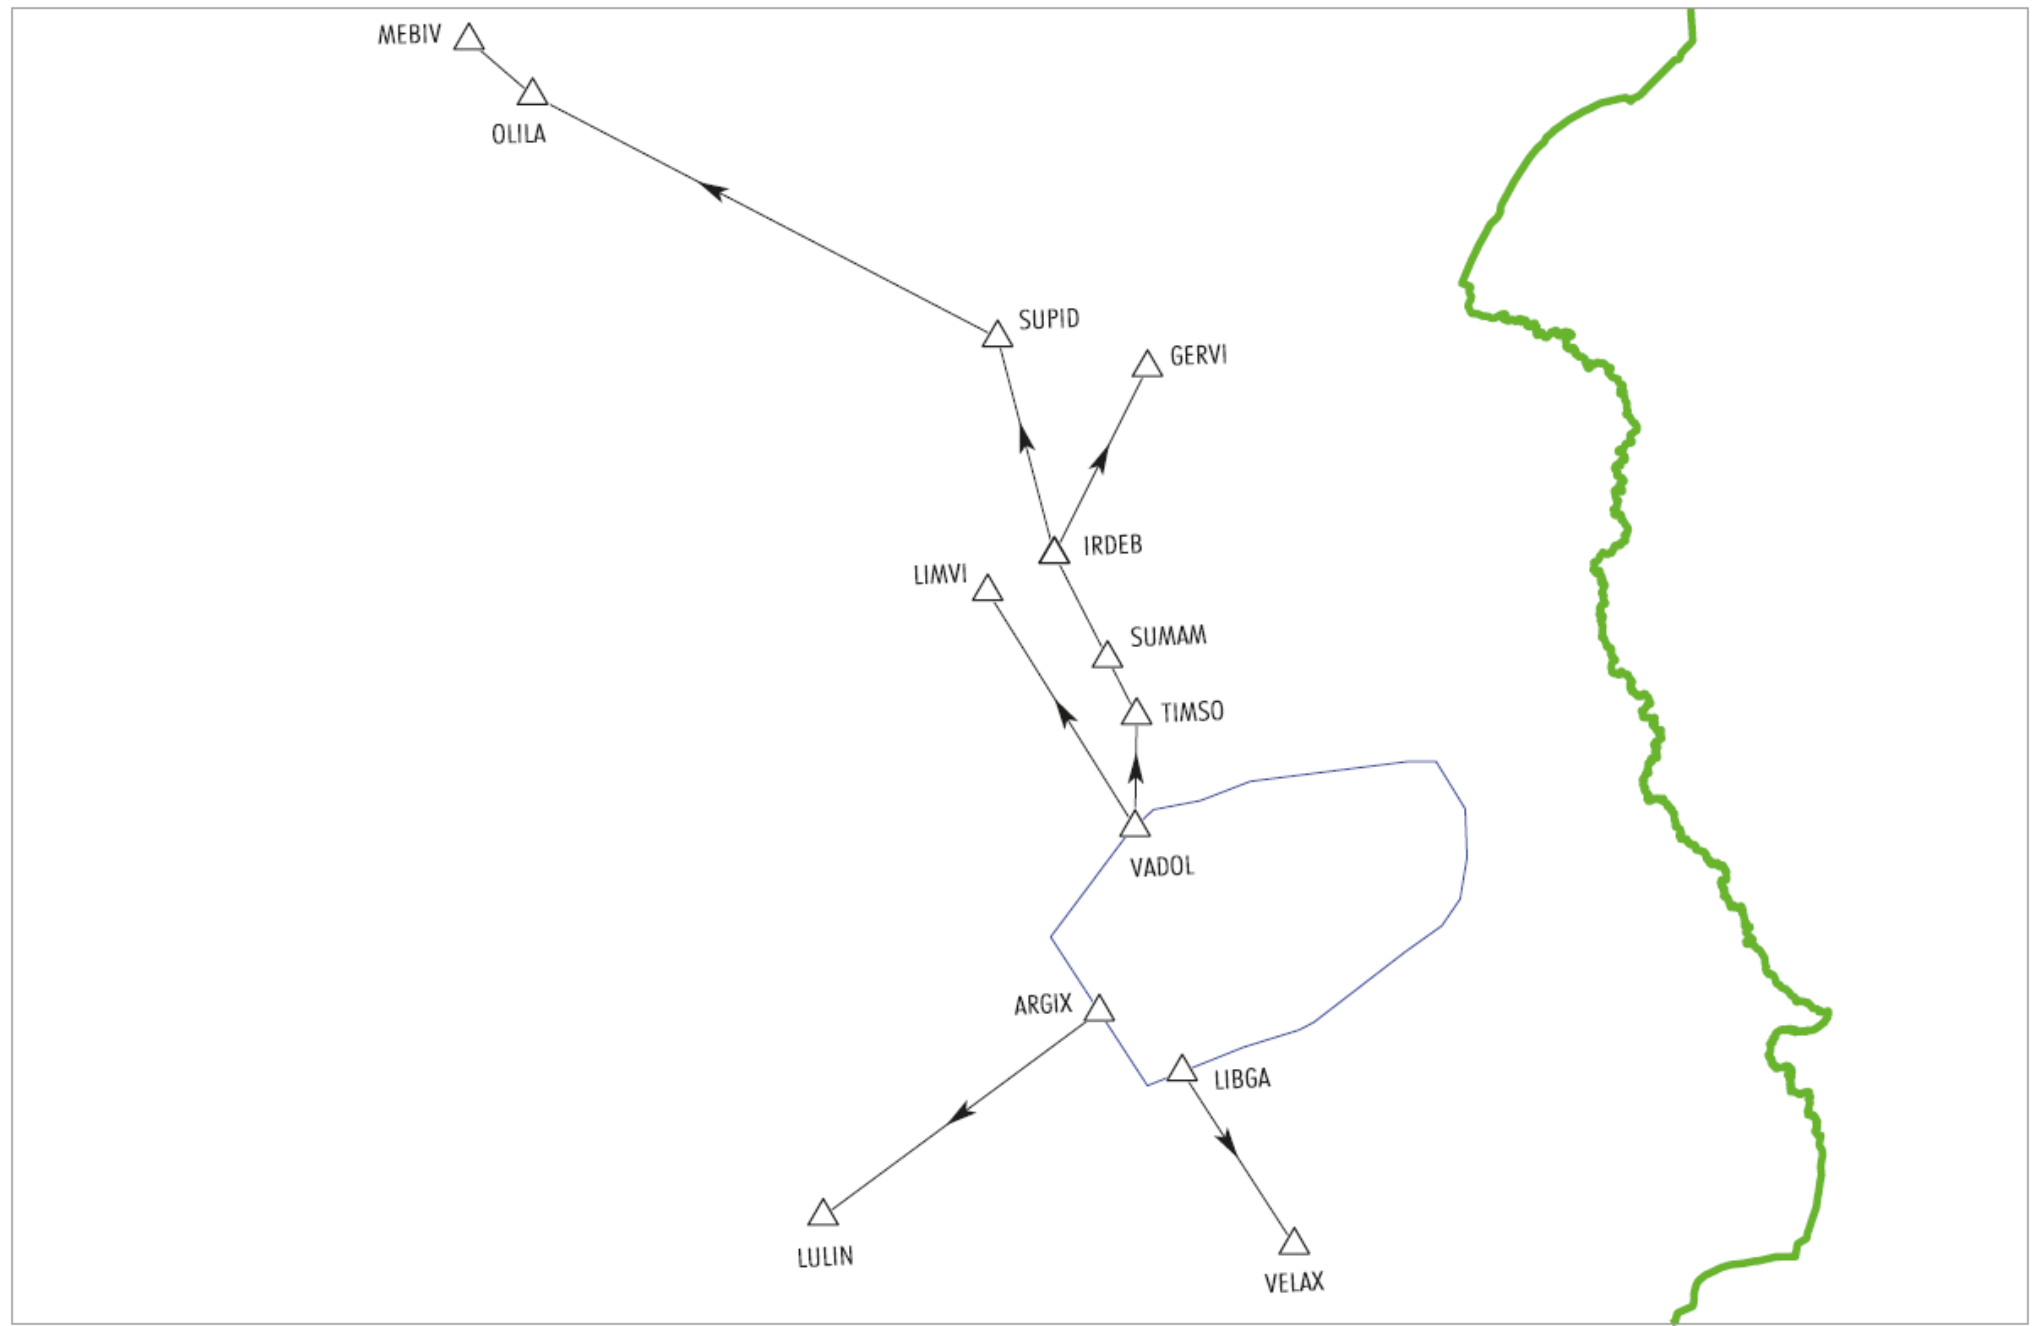 MEBIV
OLILA
SUPID
GERVI
IRDEB
LIMVI
SUMAM
TIMSO
VADOL
ARGIX
LIBGA
LULIN
VELAX